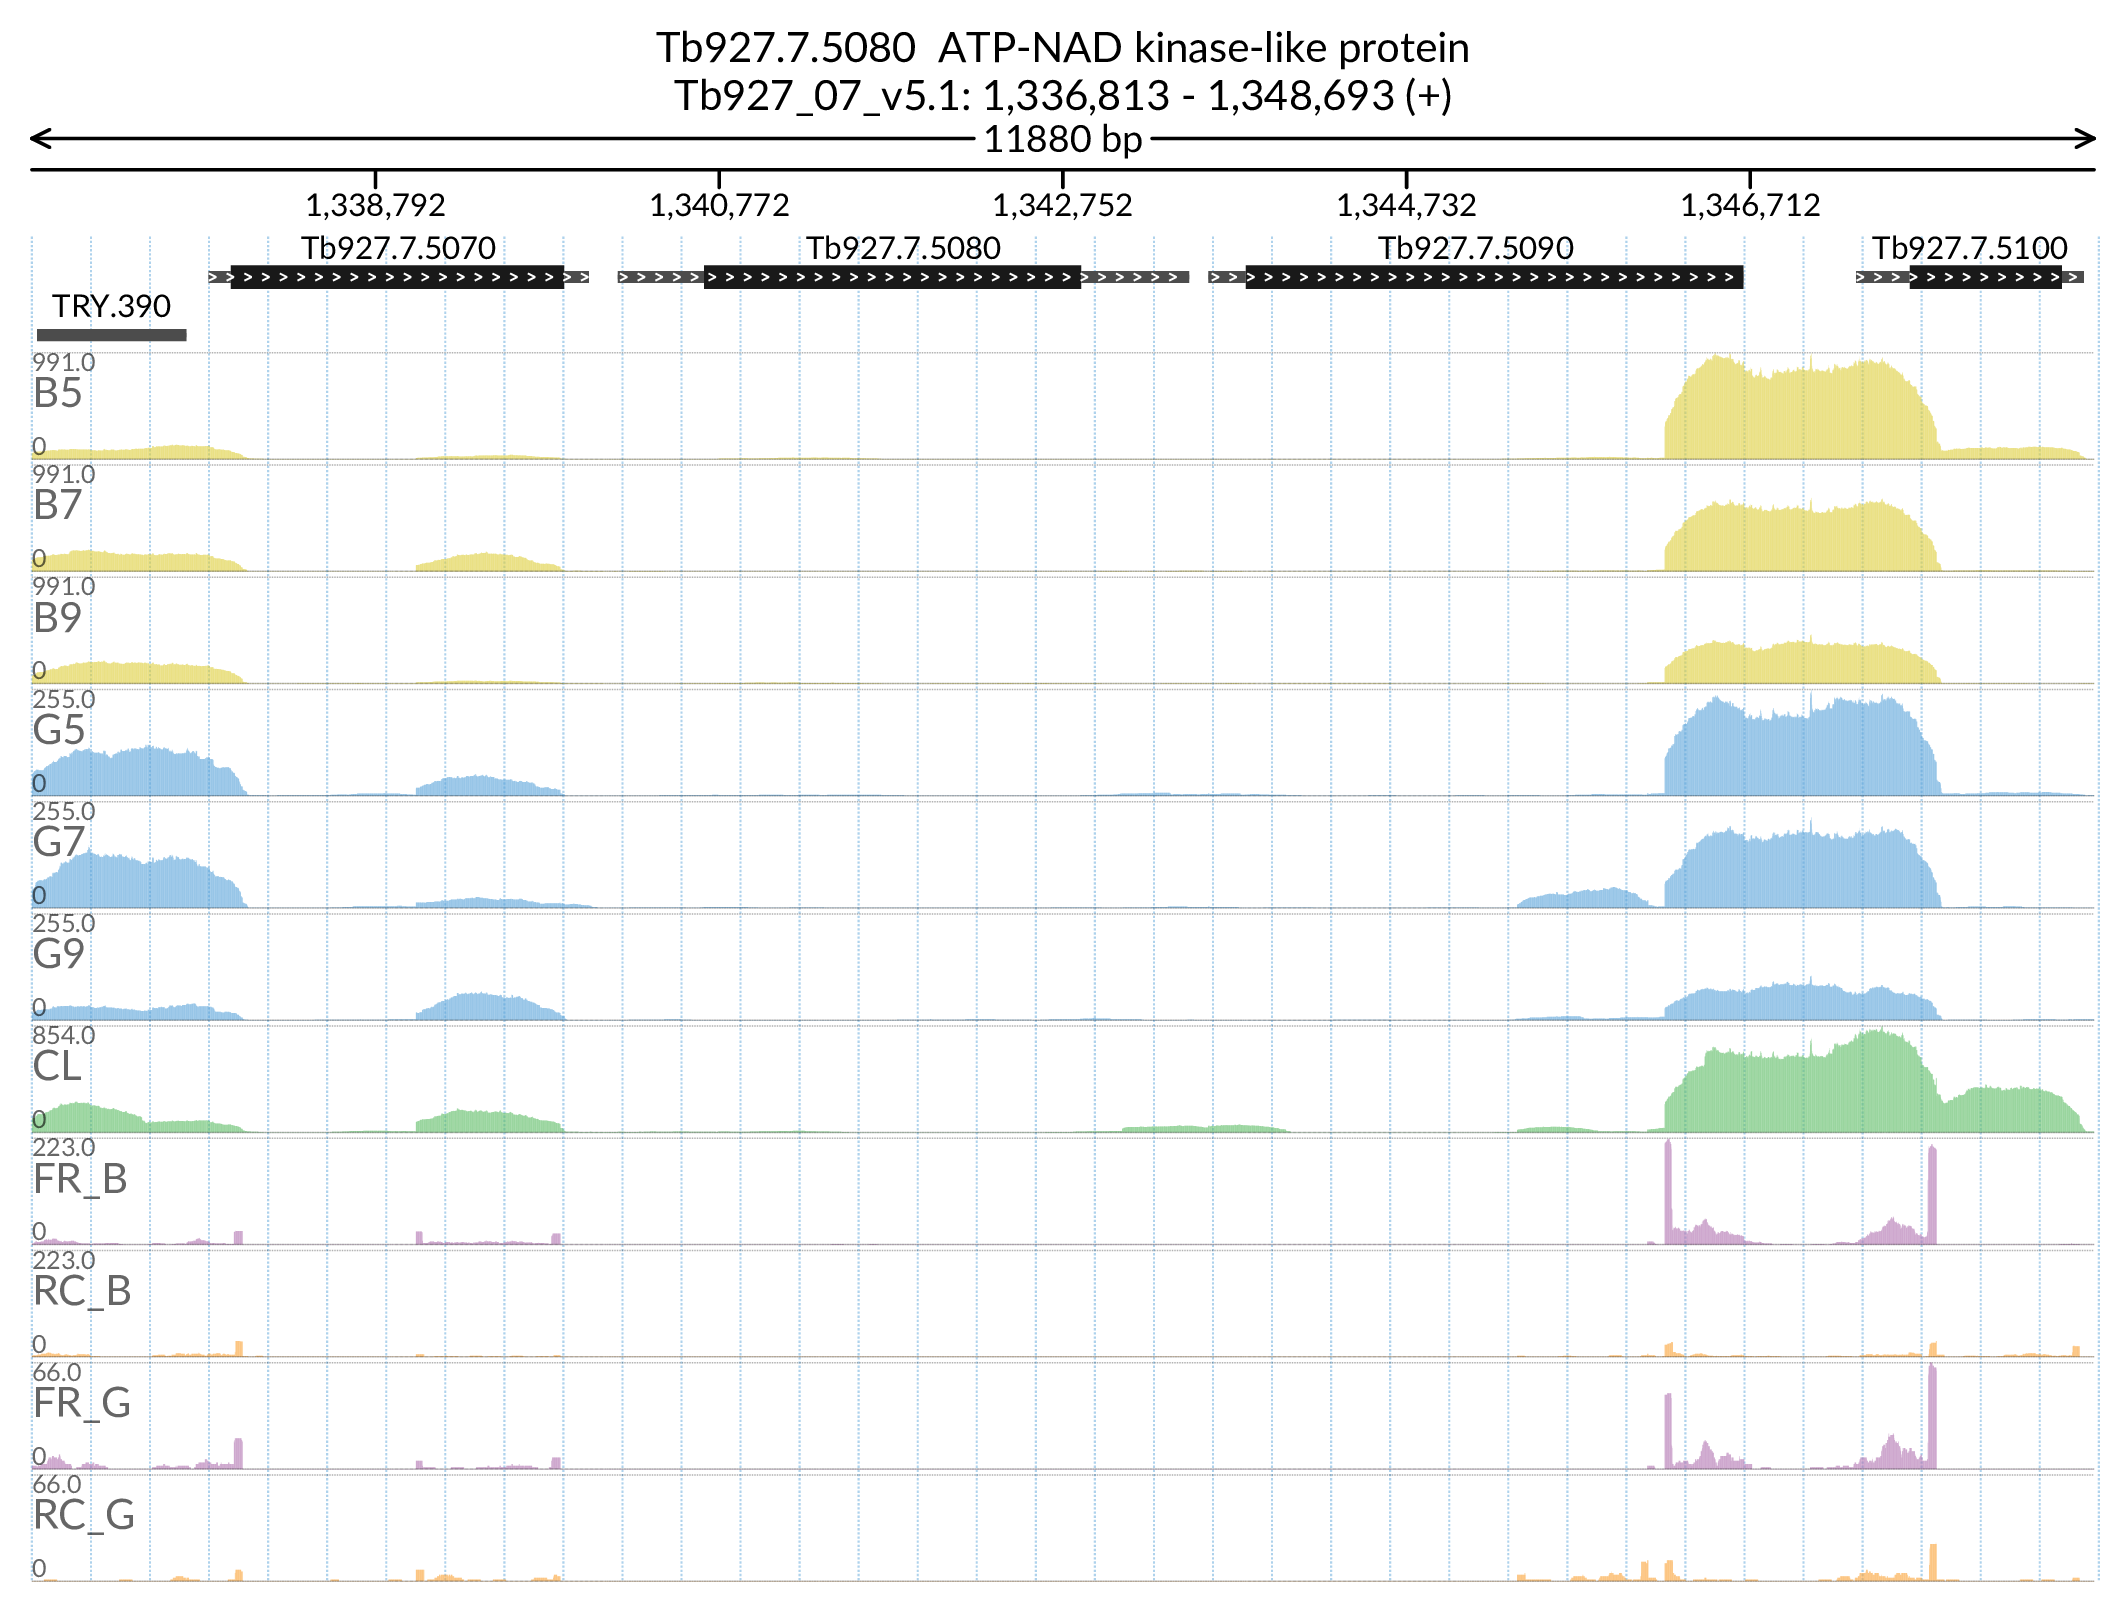 Tb927.7.5080  ATP-NAD kinase-like protein
Tb927_07_v5.1: 1,336,813 - 1,348,693 (+)
11880 bp
1,338,792 1,340,772 1,342,752 1,344,732 1,346,712
Tb927.7.5070 Tb927.7.5080 Tb927.7.5090 Tb927.7.5100
TRY.390
991.0
B5
0
991.0
B7
0
991.0
B9
0
255.0
G5
0
255.0
G7
0
255.0
G9
0
854.0
CL
0
223.0
FR_B
0
223.0
RC_B
0
66.0
FR_G
0
66.0
RC_G
0